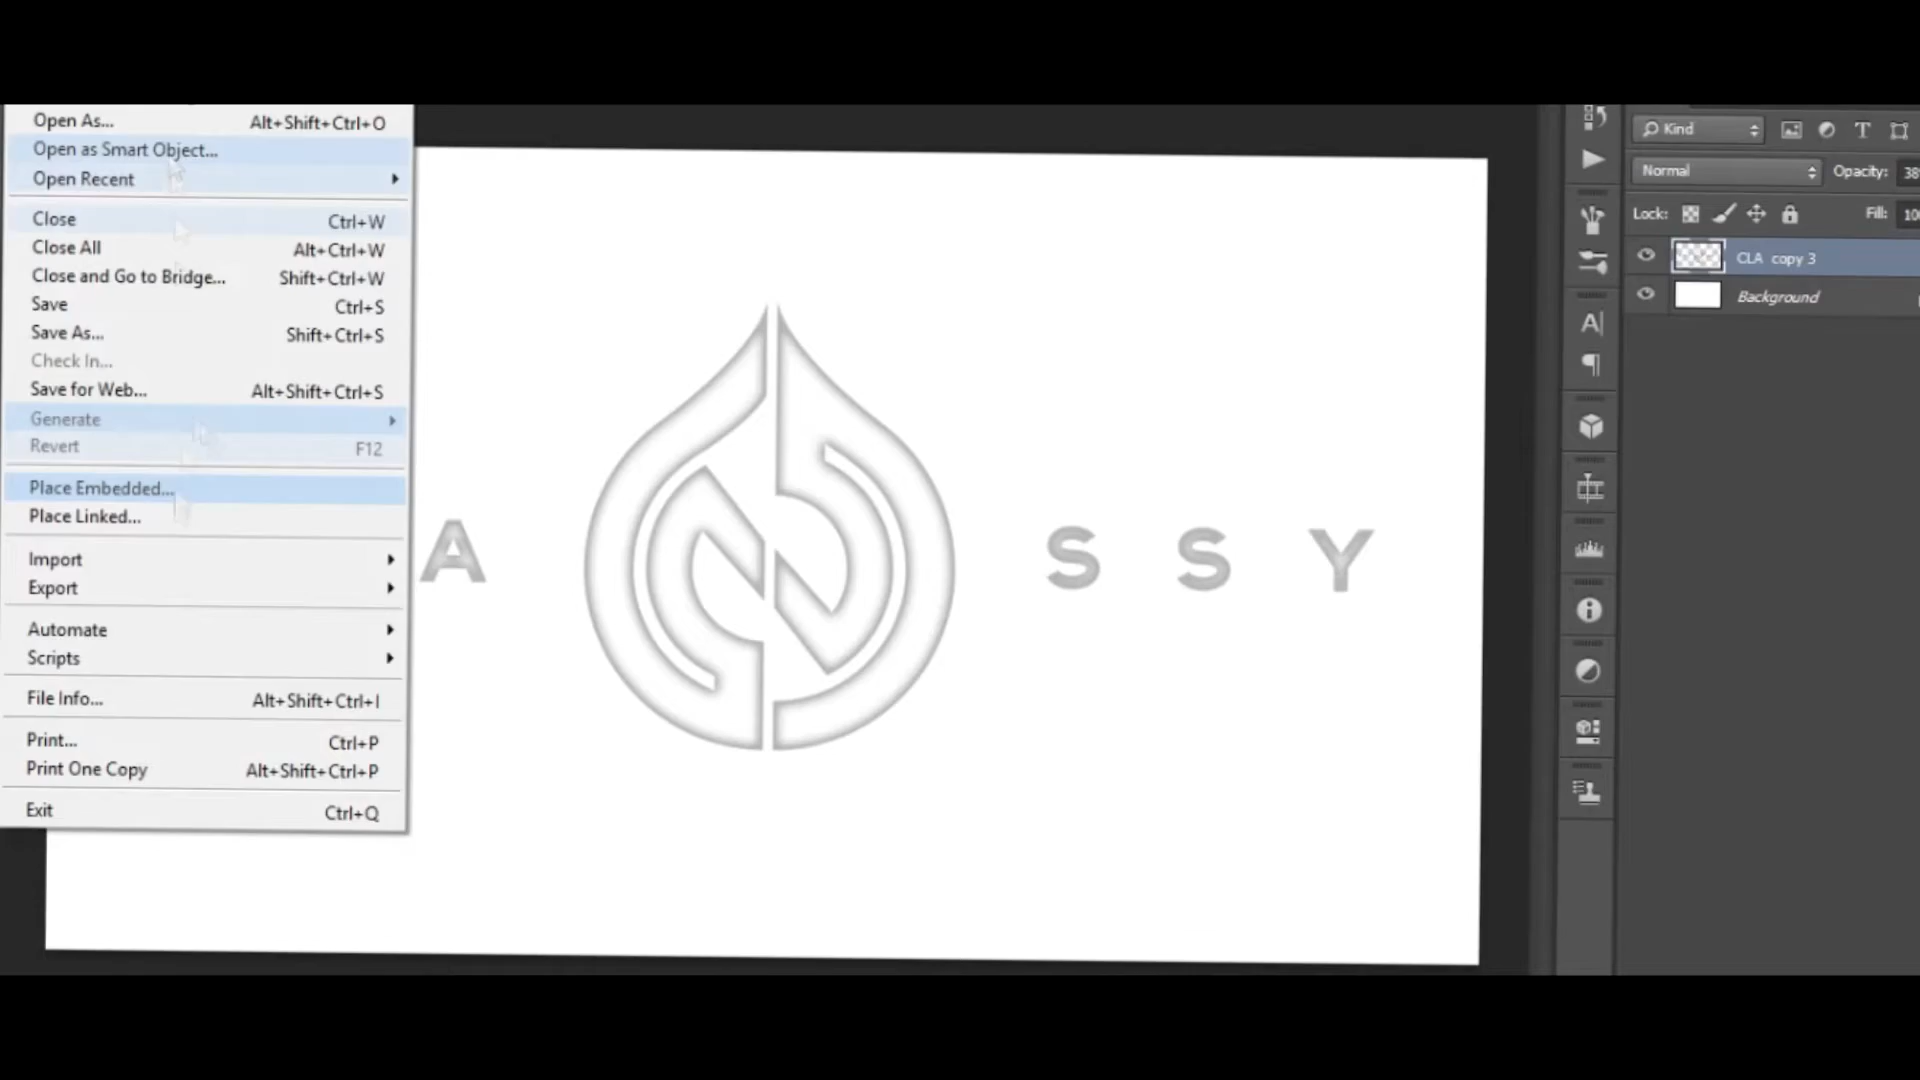 Open As... Alt+Shift+Ctrl+O
Open as Smart Object...
Open Recent
Close Ctrl+W
Close All Alt+Ctrl+W
Close and Go to Bridge... Shift+Ctrl+W
Save Ctrl+S
Save As... Shift+Ctrl+S
Check In...
Save for Web... Alt+Shift+Ctrl+S
Generate
Revert F12
Place Embedded...
Place Linked...
Import
Export
Automate
Scripts
File Info... Alt+Shift+Ctrl+I
Print... Ctrl+P
Print One Copy Alt+Shift+Ctrl+P
Exit Ctrl+Q
A S S Y
Kind
Normal Opacity: 38
Lock: Fill: 100
CLA copy 3
Background